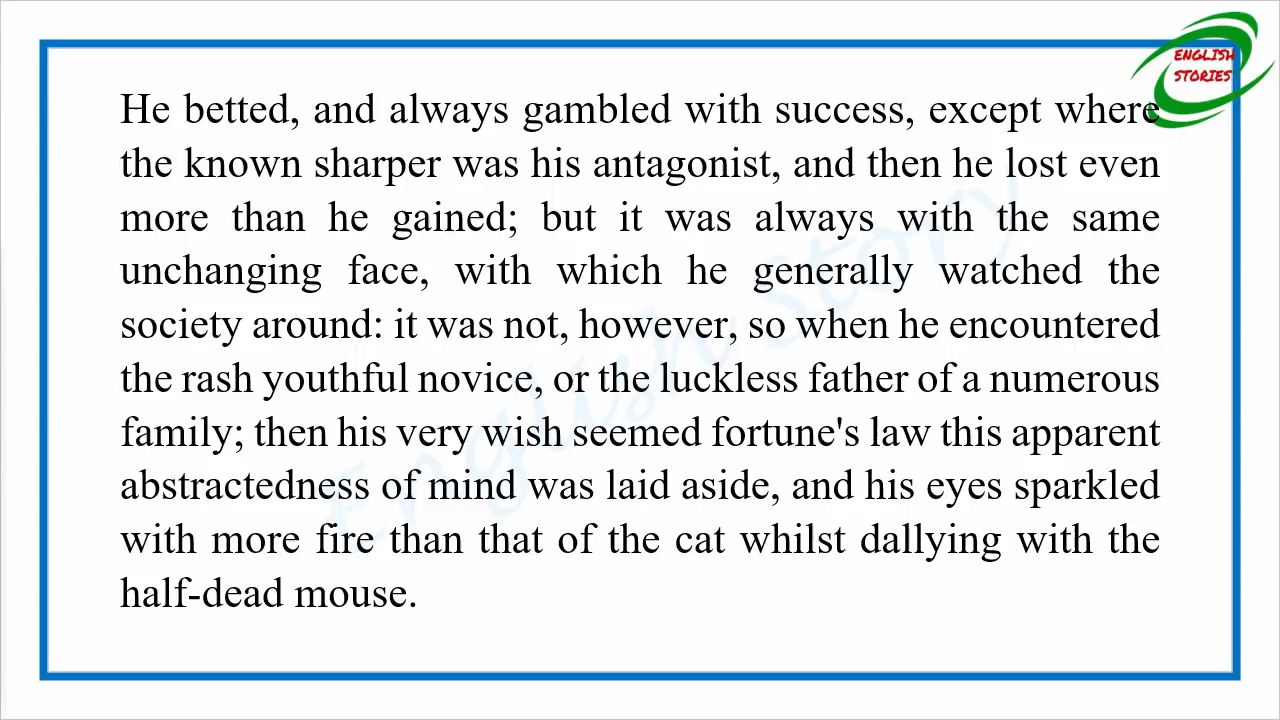 ENGLISH
STORIES
He betted, and always gambled with success, except where
the known sharper was his antagonist, and then he lost even
more than he gained; but it was always with the same
unchanging face, with which he generally watched the
society around: it was not, however, so when he encountered
the rash youthful novice, or the luckless father of a numerous
family; then his very wish seemed fortune's law this apparent
abstractedness of mind was laid aside, and his eyes sparkled
with more fire than that of the cat whilst dallying with the
half-dead mouse.
English Story